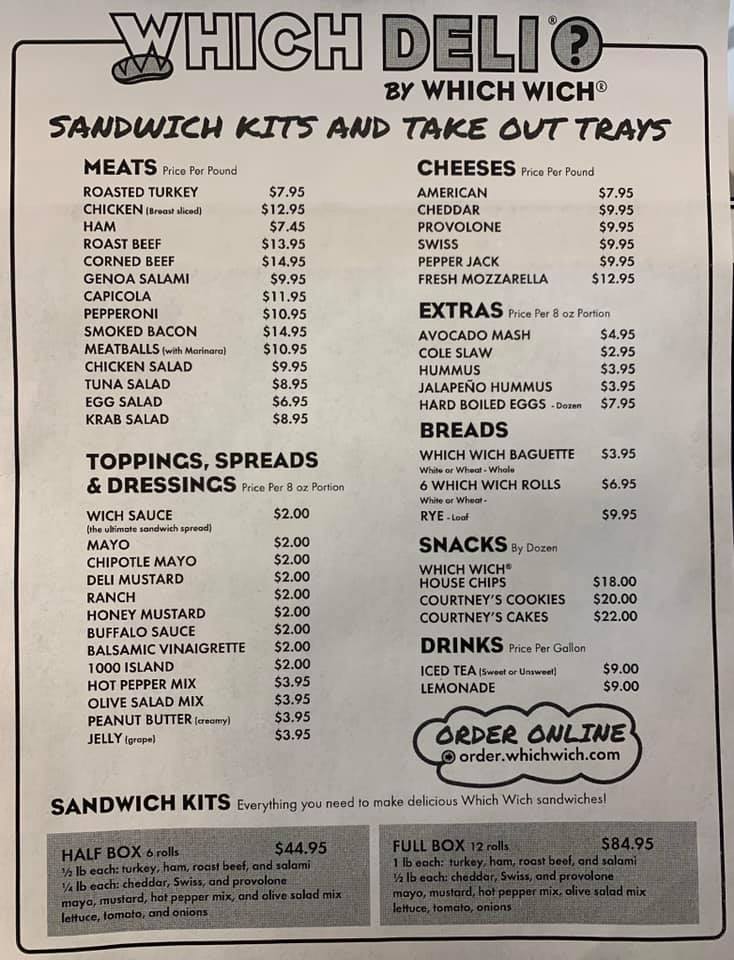 WHICH DELI®?
BY WHICH WICH®
SANDWICH KITS AND TAKE OUT TRAYS
MEATS Price Per Pound
ROASTED TURKEY $7.95
CHICKEN (Breast sliced) $12.95
HAM $7.45
ROAST BEEF $13.95
CORNED BEEF $14.95
GENOA SALAMI $9.95
CAPICOLA $11.95
PEPPERONI $10.95
SMOKED BACON $14.95
MEATBALLS (with Marinara) $10.95
CHICKEN SALAD $9.95
TUNA SALAD $8.95
EGG SALAD $6.95
KRAB SALAD $8.95
TOPPINGS, SPREADS
& DRESSINGS Price Per 8 oz Portion
WICH SAUCE $2.00
(the ultimate sandwich spread)
MAYO $2.00
CHIPOTLE MAYO $2.00
DELI MUSTARD $2.00
RANCH $2.00
HONEY MUSTARD $2.00
BUFFALO SAUCE $2.00
BALSAMIC VINAIGRETTE $2.00
1000 ISLAND $2.00
HOT PEPPER MIX $3.95
OLIVE SALAD MIX $3.95
PEANUT BUTTER (creamy) $3.95
JELLY (grape) $3.95
CHEESES Price Per Pound
AMERICAN $7.95
CHEDDAR $9.95
PROVOLONE $9.95
SWISS $9.95
PEPPER JACK $9.95
FRESH MOZZARELLA $12.95
EXTRAS Price Per 8 oz Portion
AVOCADO MASH $4.95
COLE SLAW $2.95
HUMMUS $3.95
JALAPEÑO HUMMUS $3.95
HARD BOILED EGGS - Dozen $7.95
BREADS
WHICH WICH BAGUETTE $3.95
White or Wheat - Whole
6 WHICH WICH ROLLS $6.95
White or Wheat -
RYE - Loaf $9.95
SNACKS By Dozen
WHICH WICH®
HOUSE CHIPS $18.00
COURTNEY'S COOKIES $20.00
COURTNEY'S CAKES $22.00
DRINKS Price Per Gallon
ICED TEA (Sweet or Unsweet) $9.00
LEMONADE $9.00
ORDER ONLINE
order.whichwich.com
SANDWICH KITS Everything you need to make delicious Which Wich sandwiches!
HALF BOX 6 rolls $44.95
½ lb each: turkey, ham, roast beef, and salami
¼ lb each: cheddar, Swiss, and provolone
mayo, mustard, hot pepper mix, and olive salad mix
lettuce, tomato, and onions
FULL BOX 12 rolls $84.95
1 lb each: turkey, ham, roast beef, and salami
½ lb each: cheddar, Swiss, and provolone
mayo, mustard, hot pepper mix, olive salad mix
lettuce, tomato, onions